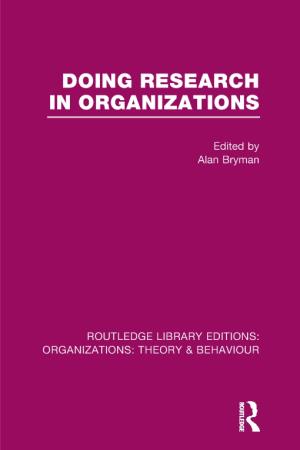 DOING RESEARCH
IN ORGANIZATIONS
Edited by
Alan Bryman
ROUTLEDGE LIBRARY EDITIONS:
ORGANIZATIONS: THEORY & BEHAVIOUR
ROUTLEDGE